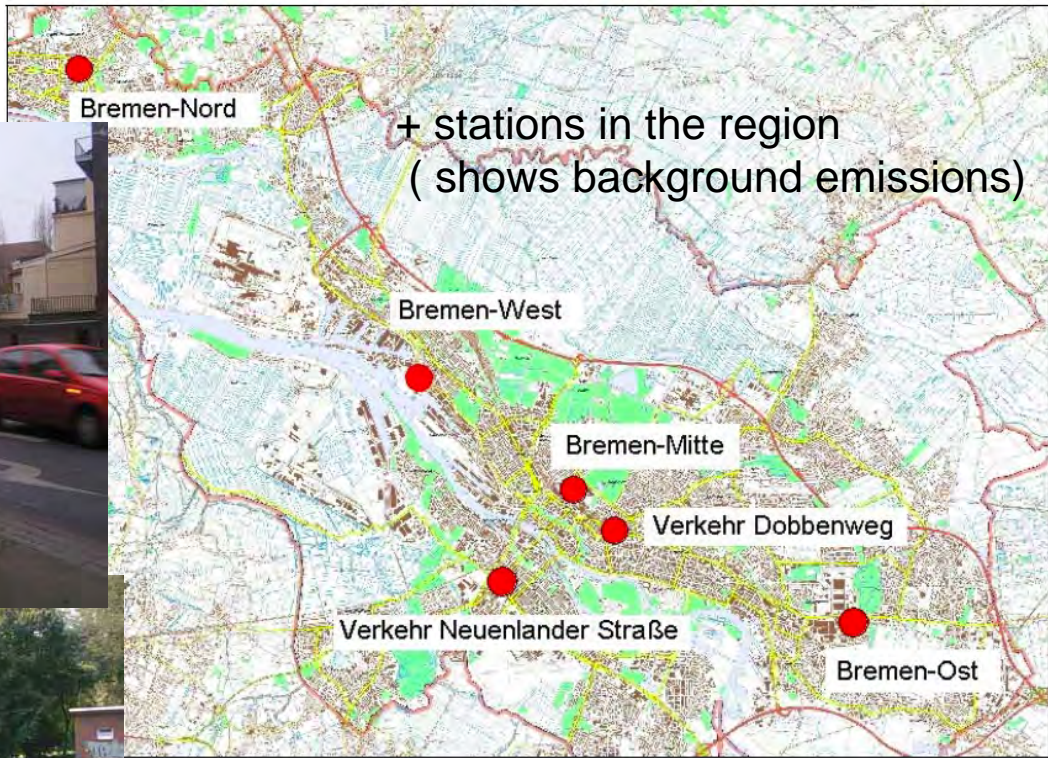 Bremen-Nord
+ stations in the region
( shows background emissions)
Bremen-West
Bremen-Mitte
Verkehr Dobbenweg
Verkehr Neuenlander Straße
Bremen-Ost